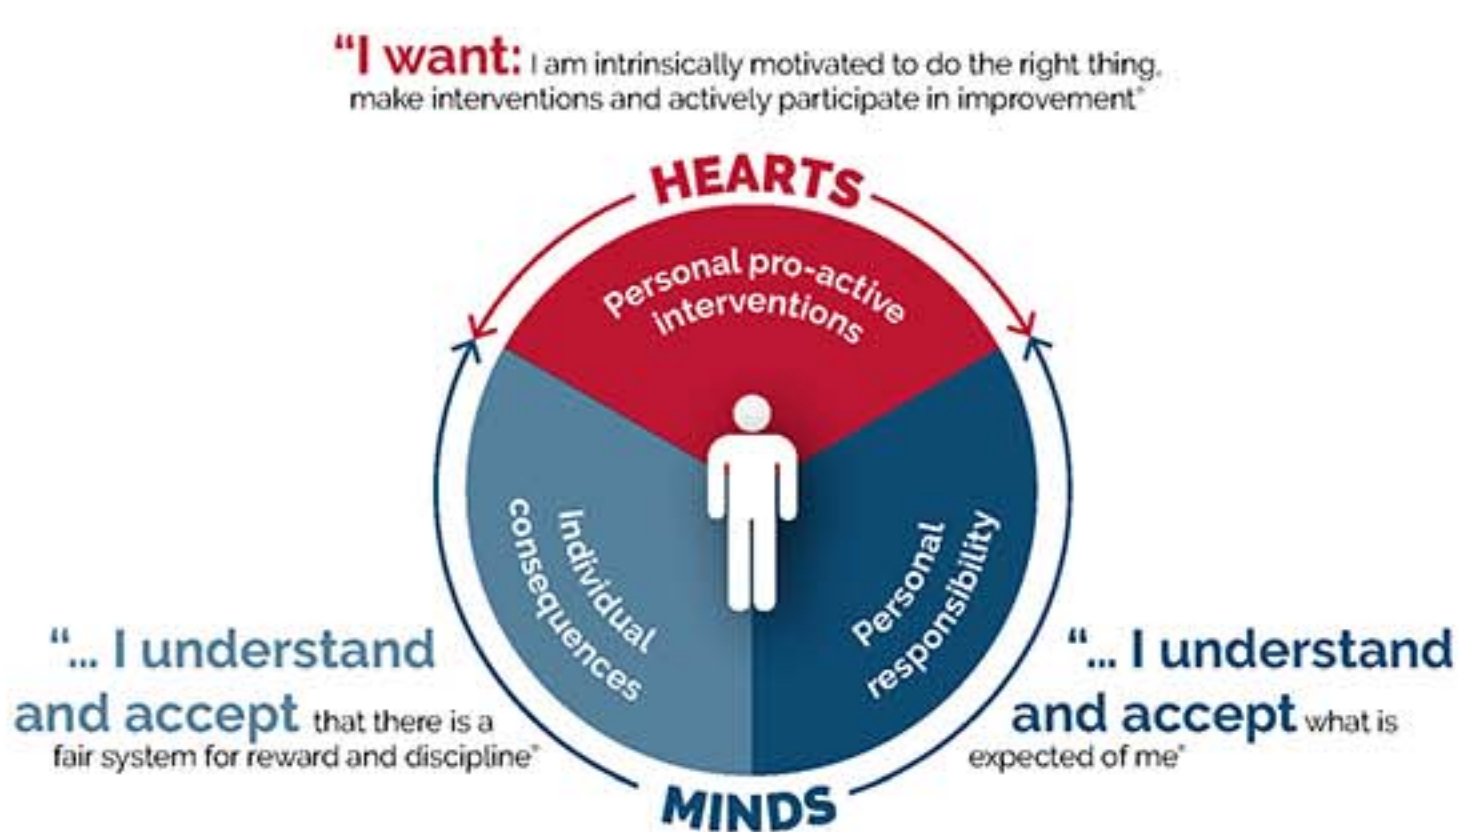 “I want: I am intrinsically motivated to do the right thing,
make interventions and actively participate in improvement”
HEARTS
Personal pro-active
interventions
Individual
consequences
Personal
responsibility
“... I understand
and accept that there is a
fair system for reward and discipline”
“... I understand
and accept what is
expected of me”
MINDS